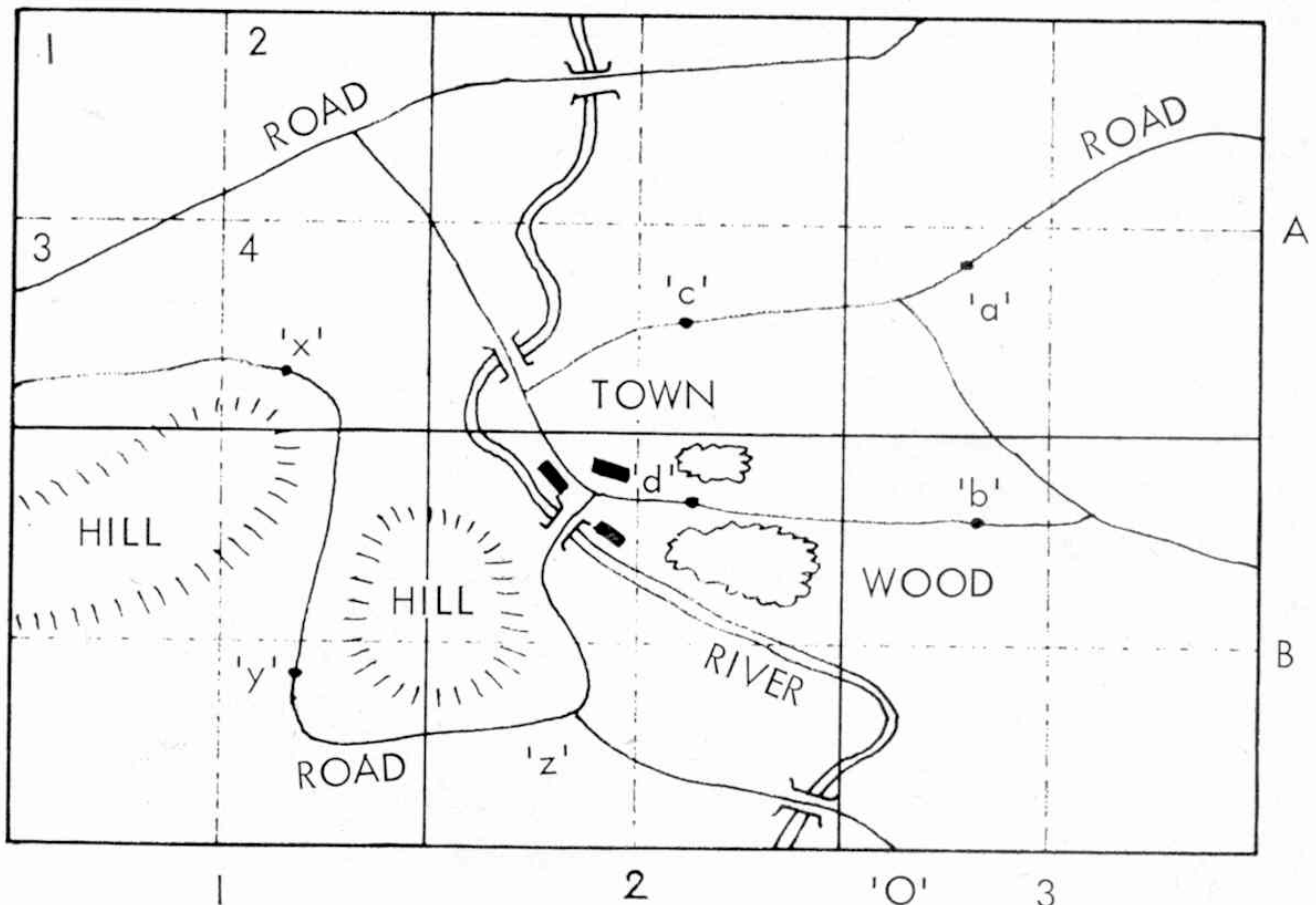 1
2
ROAD
ROAD
3
4
A
'c'
'a'
'x'
TOWN
'd'
'b'
HILL
HILL
WOOD
'y'
RIVER
B
'z'
ROAD
1
2
'O'
3